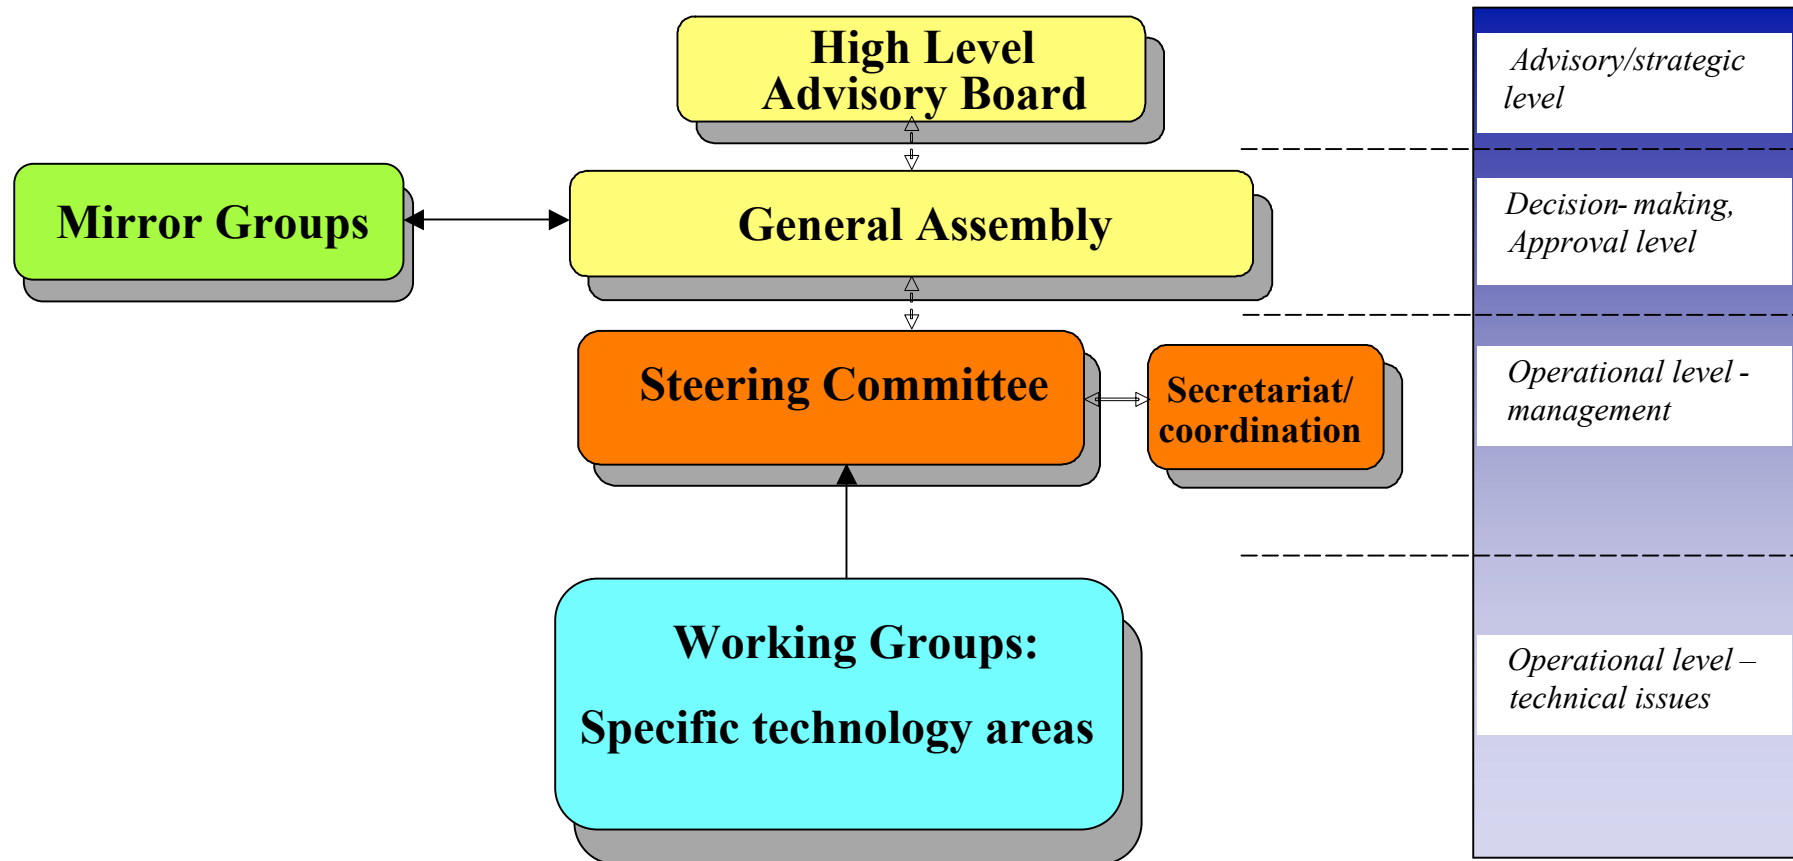 High Level
Advisory Board
Advisory/strategic
level
Mirror Groups
General Assembly
Decision- making,
Approval level
Steering Committee
Secretariat/
coordination
Operational level -
management
Working Groups:
Specific technology areas
Operational level –
technical issues